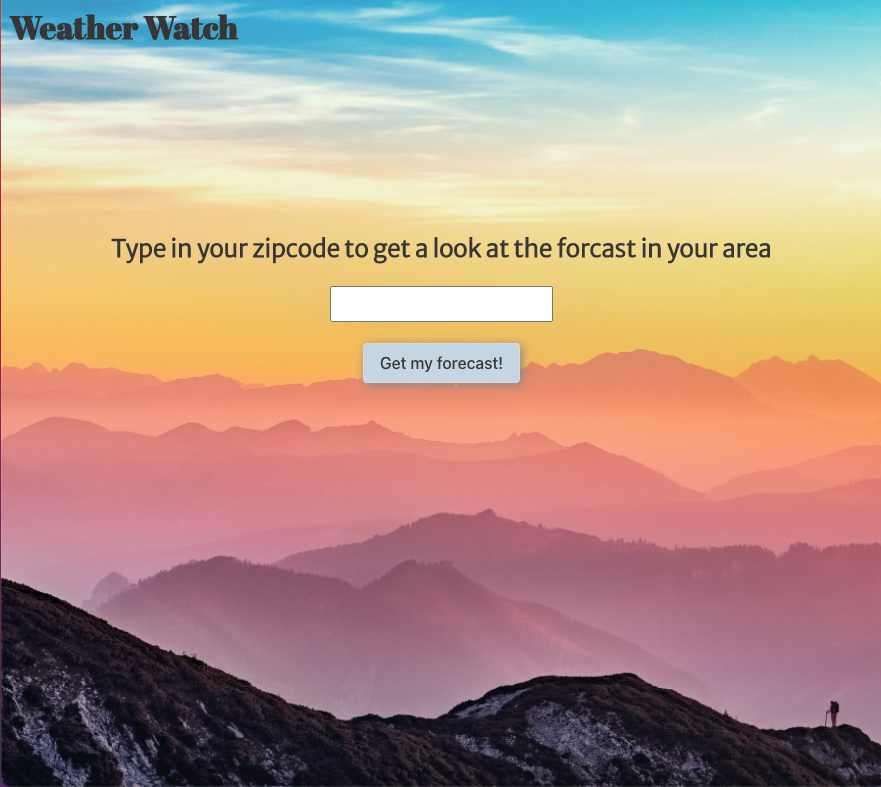 Weather Watch
Type in your zipcode to get a look at the forcast in your area
Get my forecast!